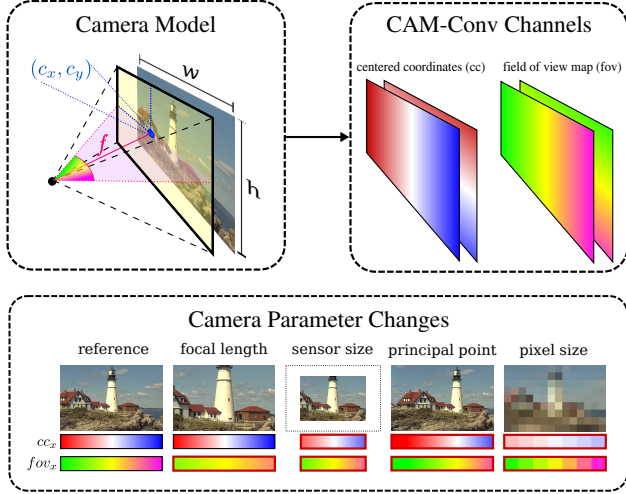 Camera Model
(c_x, c_y)
w
f
h
CAM-Conv Channels
centered coordinates (cc)
field of view map (fov)
Camera Parameter Changes
reference
focal length
sensor size
principal point
pixel size
cc_x
fov_x